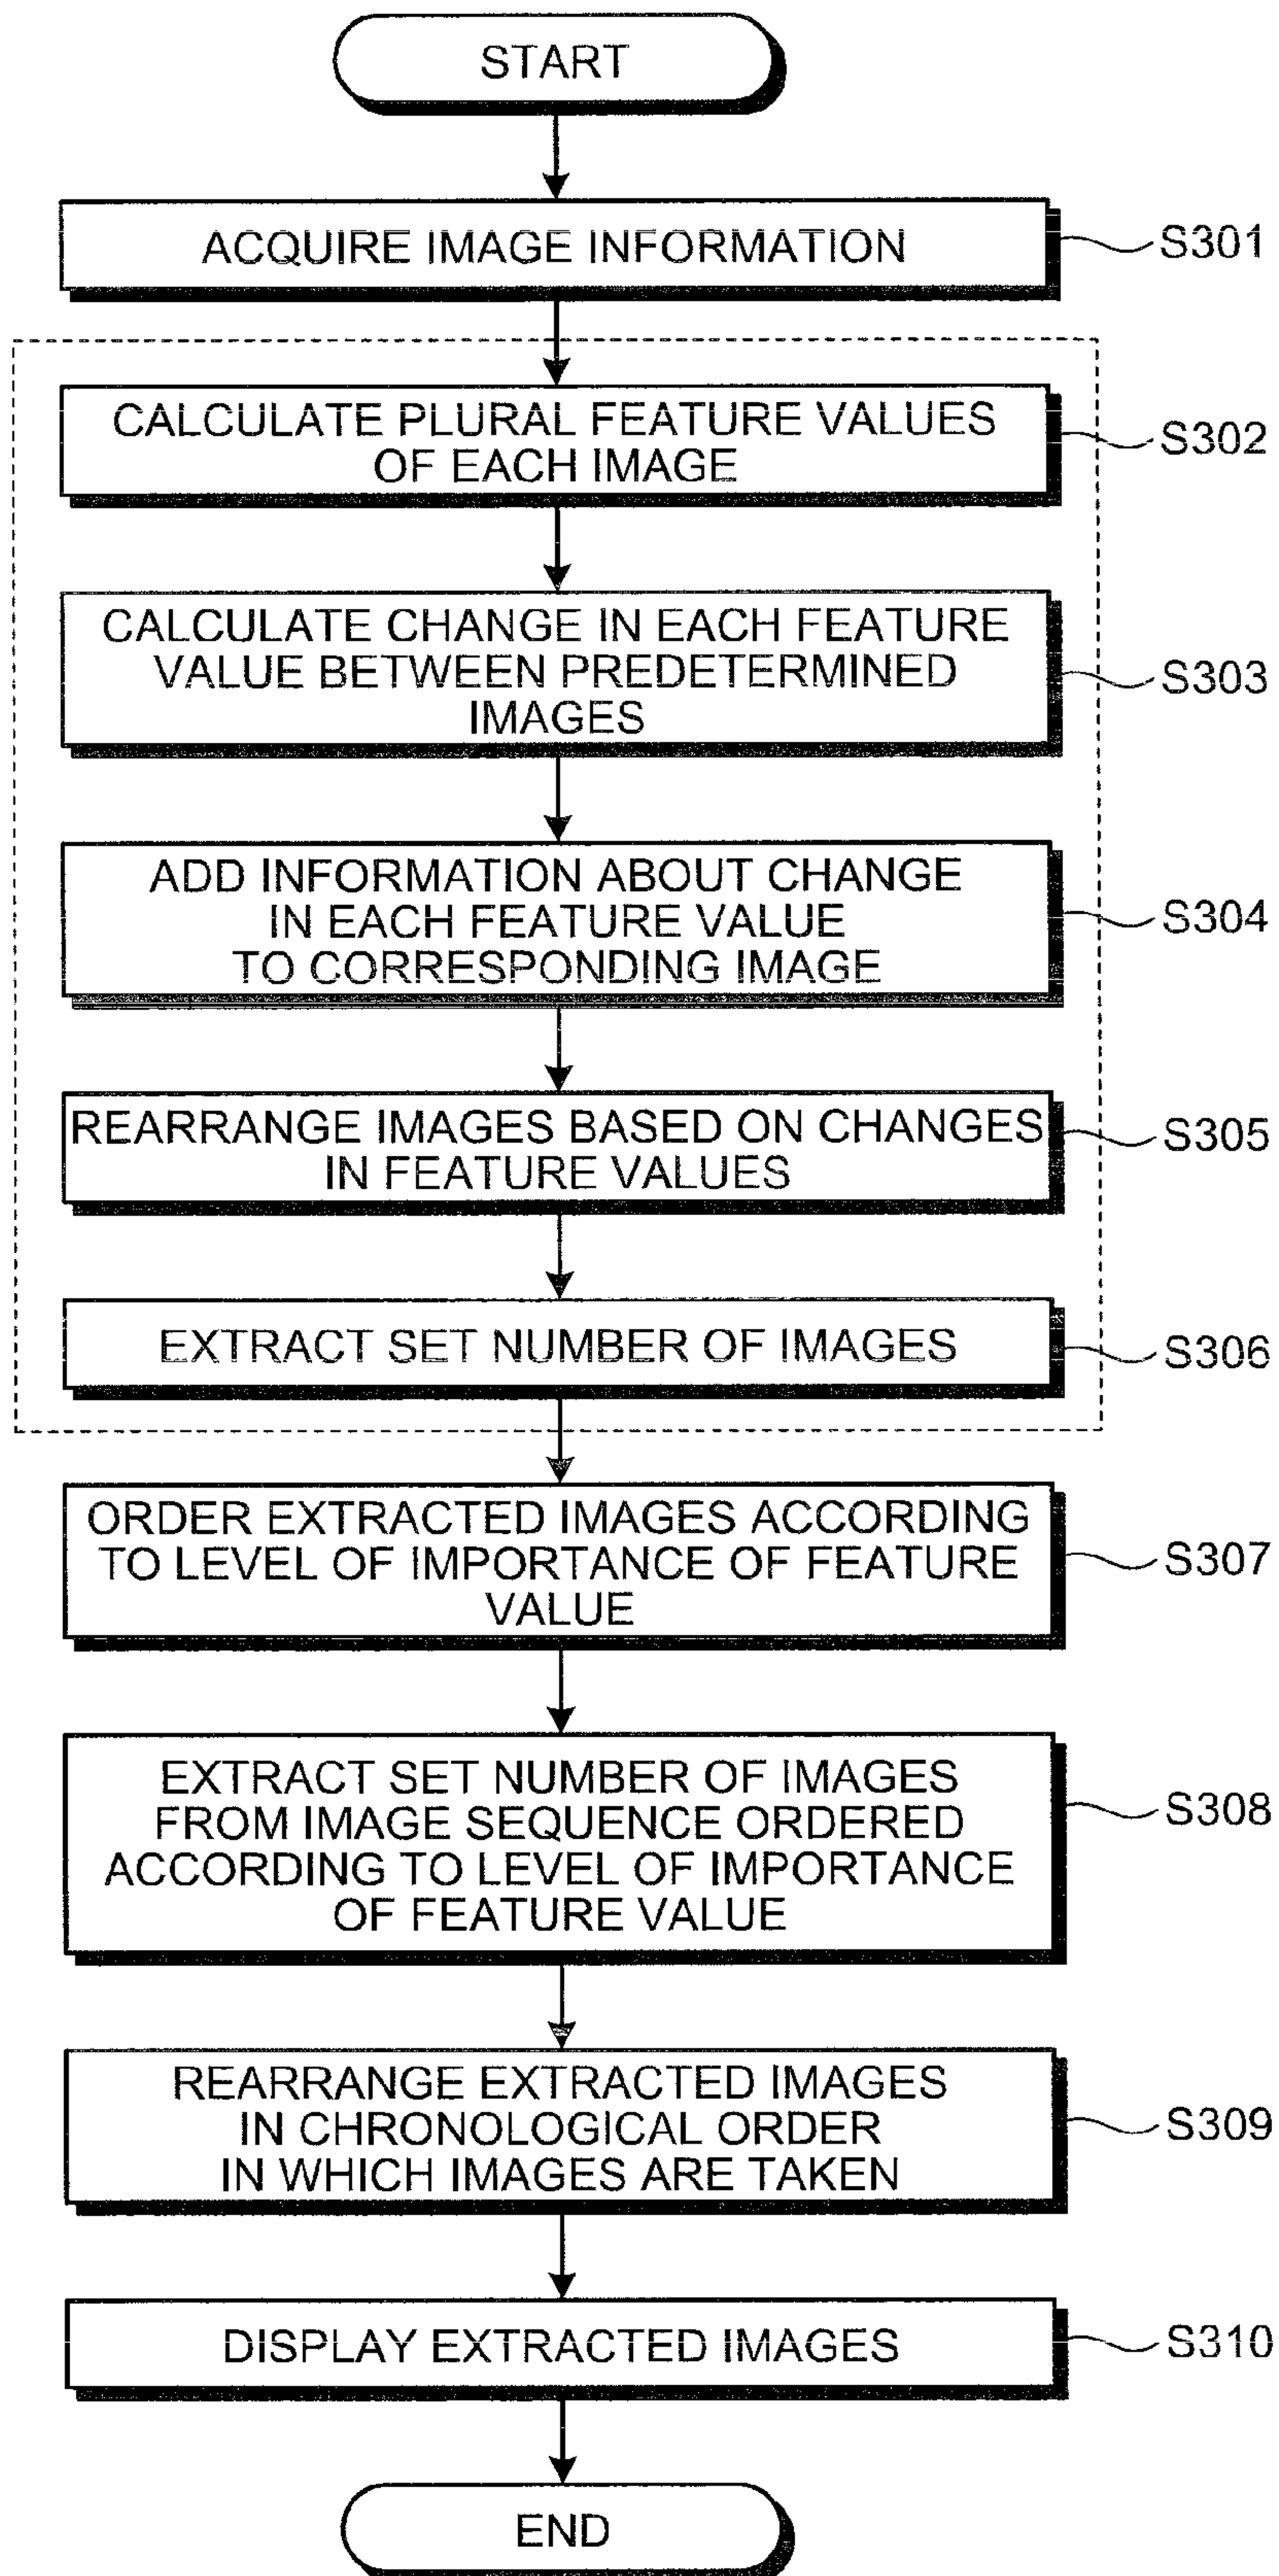 START
ACQUIRE IMAGE INFORMATION
S301
CALCULATE PLURAL FEATURE VALUES
OF EACH IMAGE
S302
CALCULATE CHANGE IN EACH FEATURE
VALUE BETWEEN PREDETERMINED
IMAGES
S303
ADD INFORMATION ABOUT CHANGE
IN EACH FEATURE VALUE
TO CORRESPONDING IMAGE
S304
REARRANGE IMAGES BASED ON CHANGES
IN FEATURE VALUES
S305
EXTRACT SET NUMBER OF IMAGES
S306
ORDER EXTRACTED IMAGES ACCORDING
TO LEVEL OF IMPORTANCE OF FEATURE
VALUE
S307
EXTRACT SET NUMBER OF IMAGES
FROM IMAGE SEQUENCE ORDERED
ACCORDING TO LEVEL OF IMPORTANCE
OF FEATURE VALUE
S308
REARRANGE EXTRACTED IMAGES
IN CHRONOLOGICAL ORDER
IN WHICH IMAGES ARE TAKEN
S309
DISPLAY EXTRACTED IMAGES
S310
END